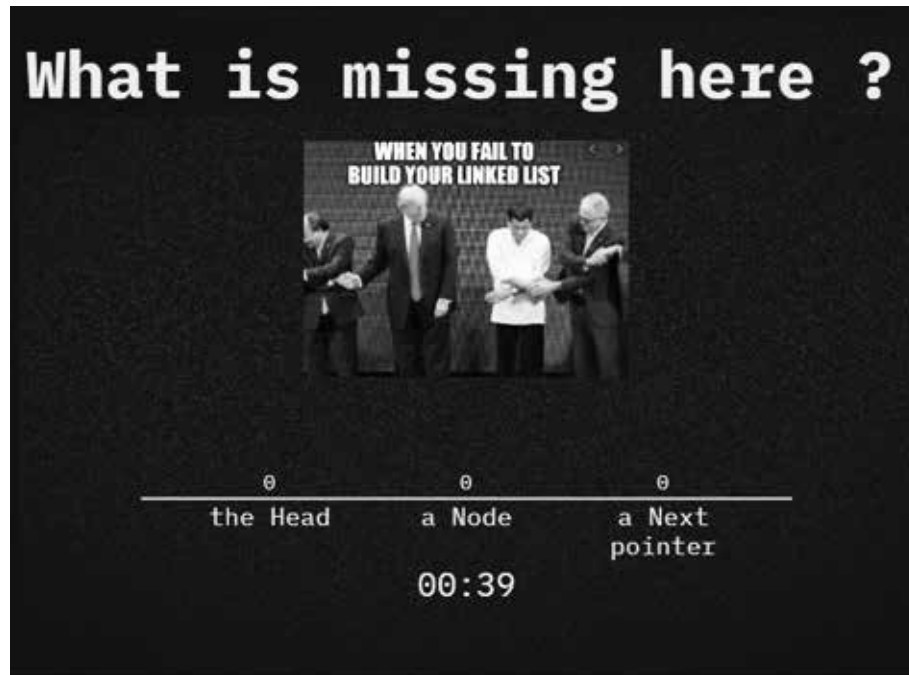 What is missing here ?
WHEN YOU FAIL TO
BUILD YOUR LINKED LIST
0 0 0
the Head a Node a Next
pointer
00:39